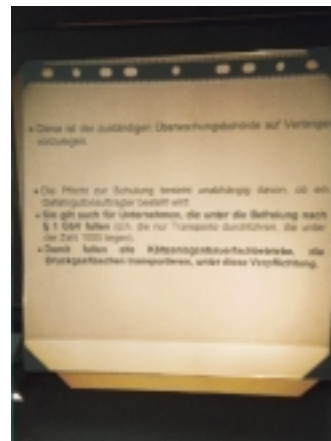 • Diese ist der zuständigen Überwachungsbehörde auf Verlangen
vorzulegen.
• Die Pflicht zur Schulung besteht unabhängig davon, ob ein
Gefahrgutbeauftragter bestellt wird.
• Sie gilt auch für Unternehmen, die unter die Befreiung nach
§ 1 GbV fallen (d.h. die nur Transporte durchführen, die unter
der Zahl 1000 liegen).
• Damit fallen alle die
Druckgasflaschen transportieren, unter diese Verpflichtung.